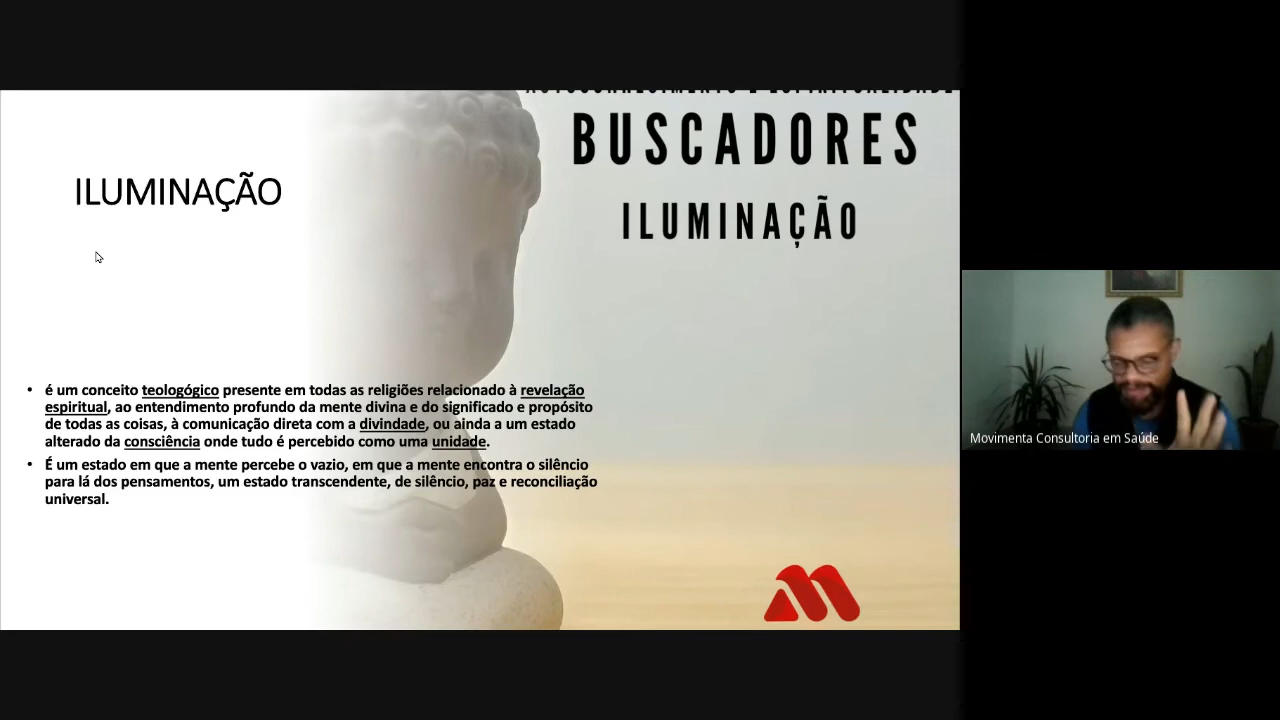 AUTOCONHECIMENTO E ESPIRITUALIDADE
BUSCADORES
ILUMINAÇÃO
ILUMINAÇÃO
• é um conceito teologógico presente em todas as religiões relacionado à revelação
espiritual, ao entendimento profundo da mente divina e do significado e propósito
de todas as coisas, à comunicação direta com a divindade, ou ainda a um estado
alterado da consciência onde tudo é percebido como uma unidade.
• É um estado em que a mente percebe o vazio, em que a mente encontra o silêncio
para lá dos pensamentos, um estado transcendente, de silêncio, paz e reconciliação
universal.
Movimenta Consultoria em Saúde